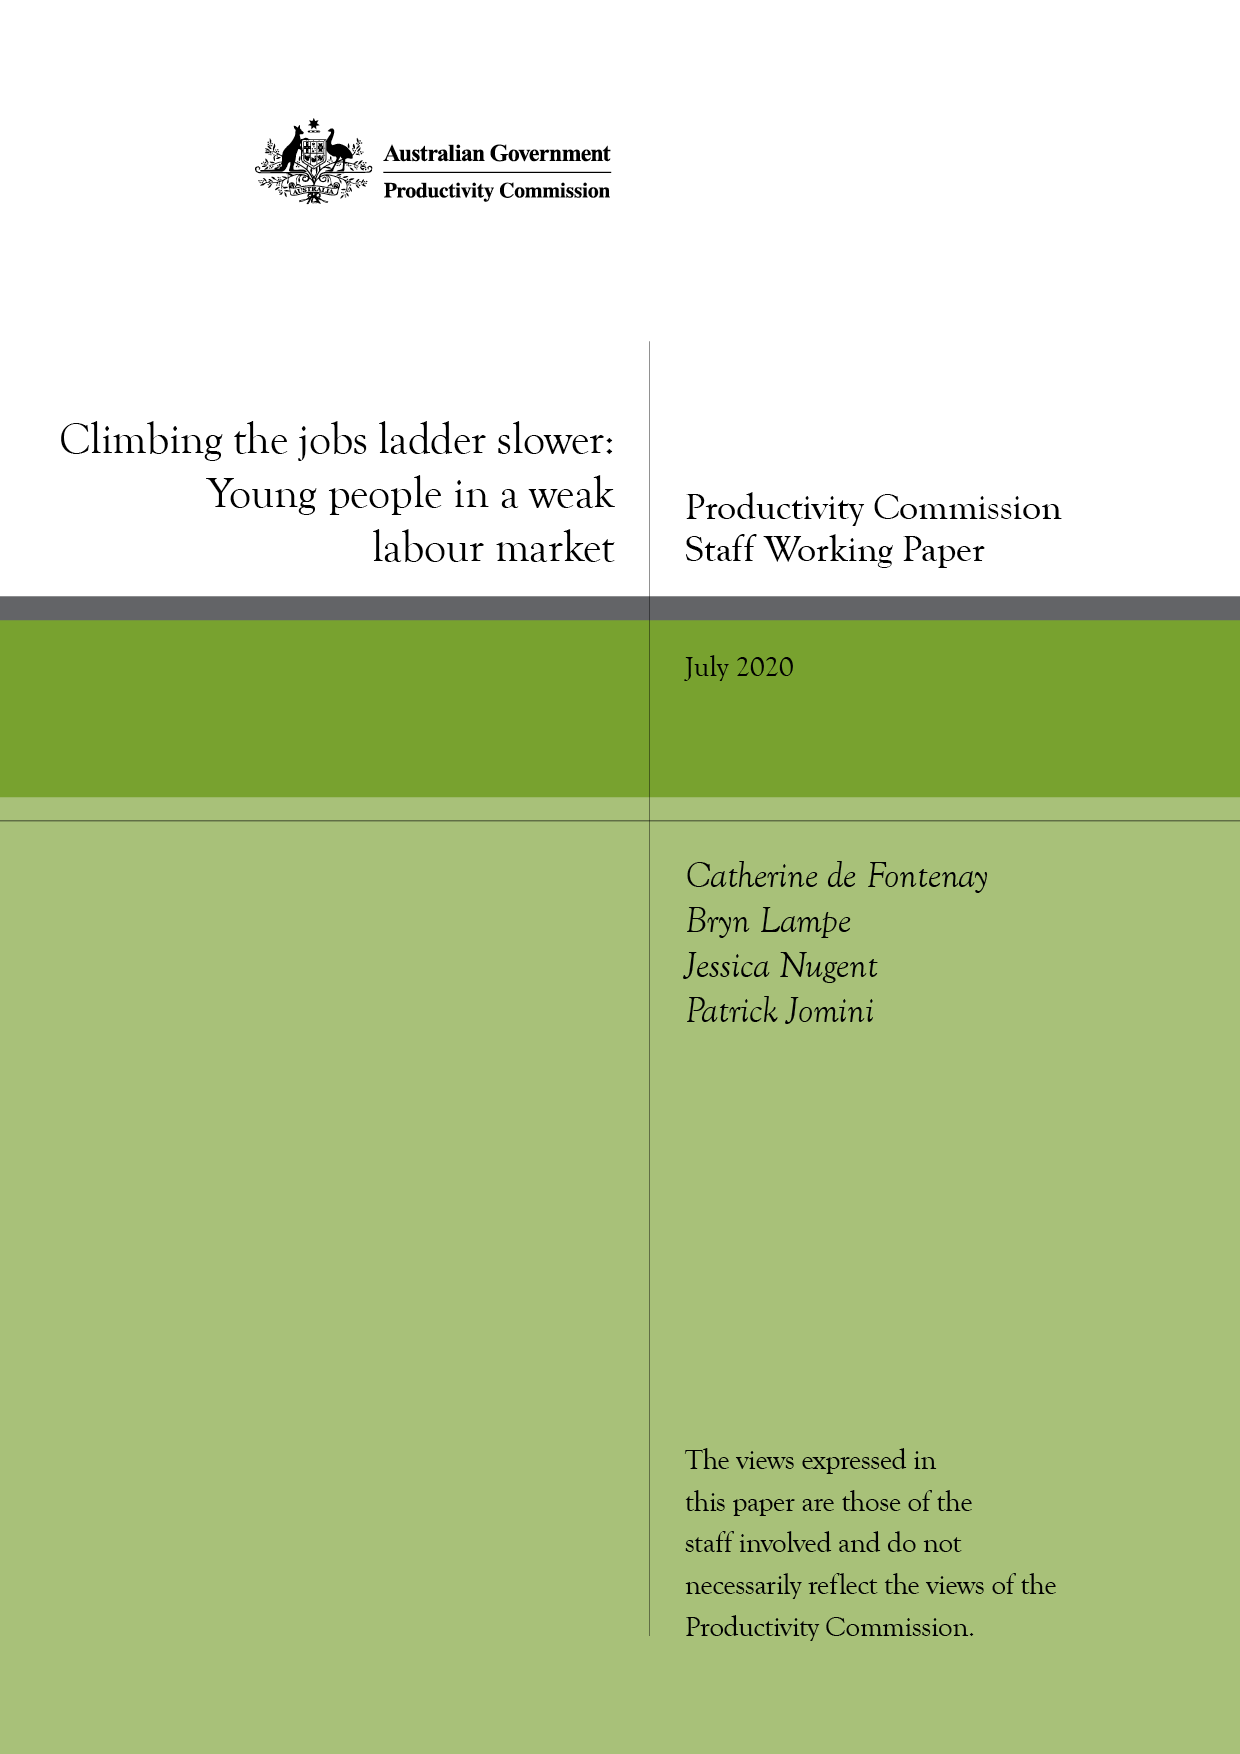 Australian Government
Productivity Commission
AUSTRALIA
Climbing the jobs ladder slower:
Young people in a weak
labour market
Productivity Commission
Staff Working Paper
July 2020
Catherine de Fontenay
Bryn Lampe
Jessica Nugent
Patrick Jomini
The views expressed in
this paper are those of the
staff involved and do not
necessarily reflect the views of the
Productivity Commission.